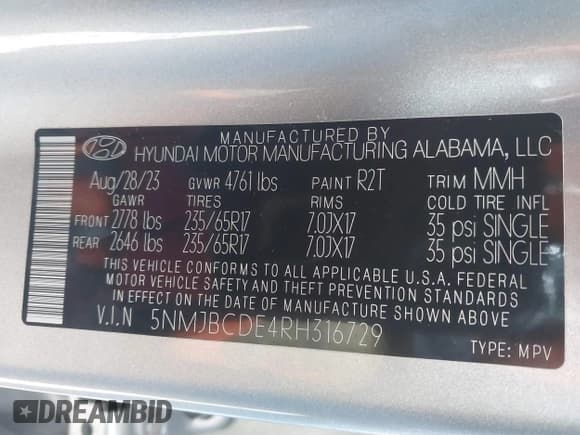 MANUFACTURED BY
HYUNDAI MOTOR MANUFACTURING ALABAMA, LLC
Aug/28/23 GVWR 4761 lbs PAINT R2T TRIM MMH
GAWR TIRES RIMS COLD TIRE INFL
FRONT 2778 lbs 235/65R17 7.0JX17 35 psi SINGLE
REAR 2646 lbs 235/65R17 7.0JX17 35 psi SINGLE
THIS VEHICLE CONFORMS TO ALL APPLICABLE U.S.A. FEDERAL
MOTOR VEHICLE SAFETY AND THEFT PREVENTION STANDARDS
IN EFFECT ON THE DATE OF MANUFACTURE SHOWN ABOVE
V.I.N 5NMJBCDE4RH316729
TYPE: MPV
DREAMBID